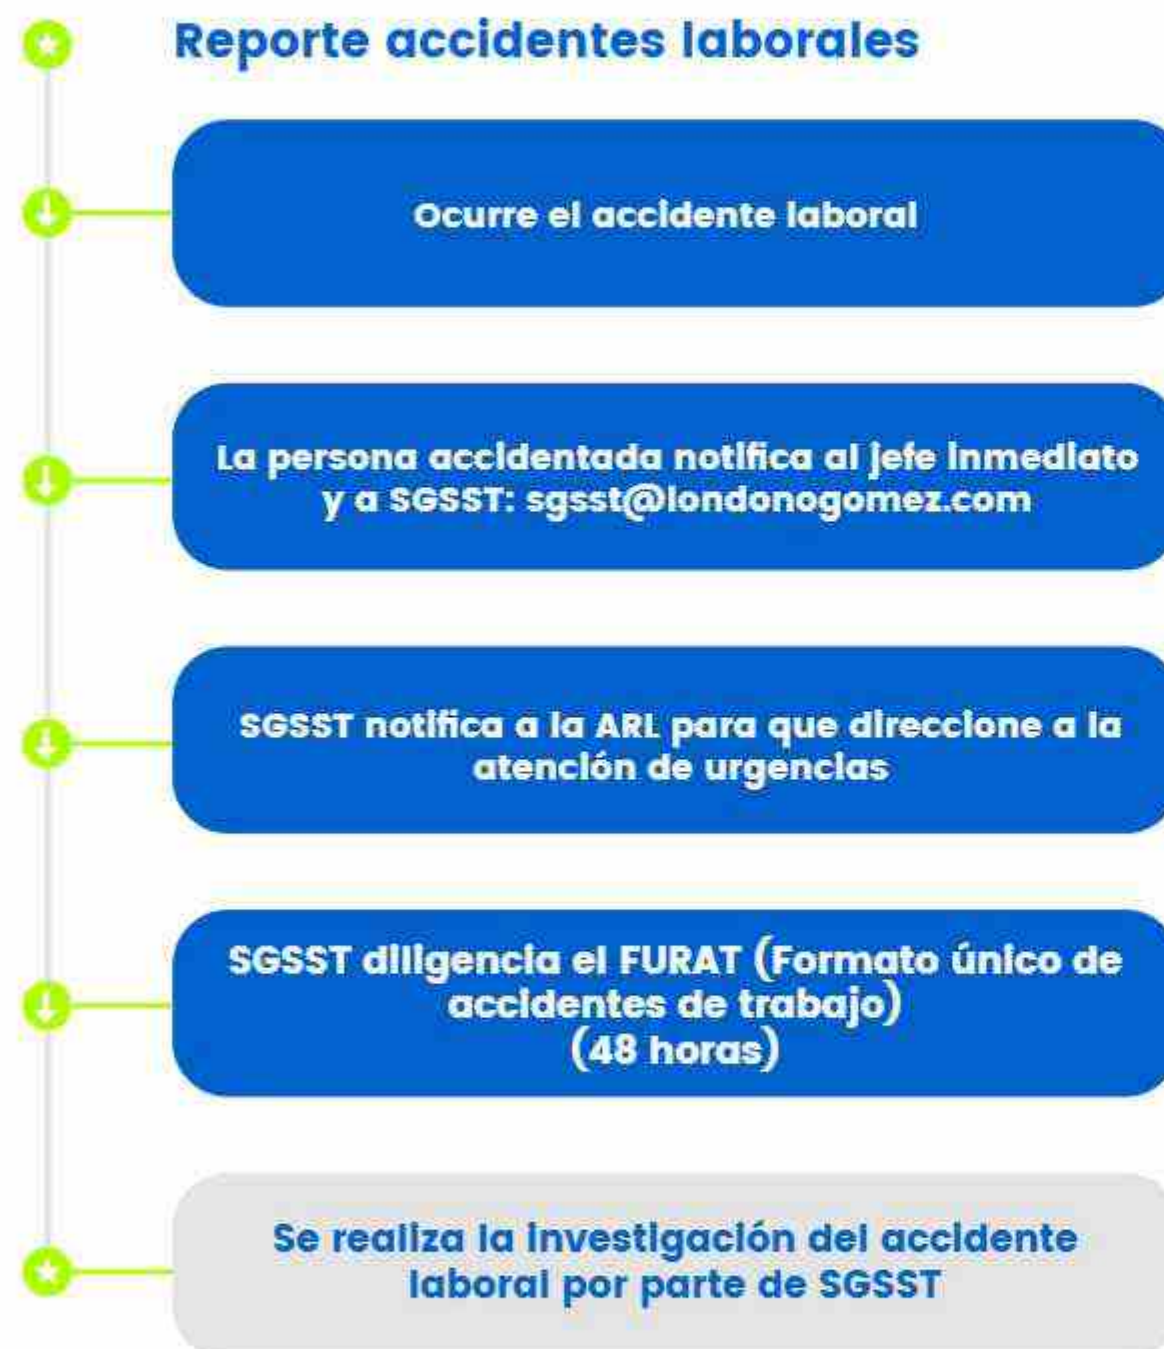 Reporte accidentes laborales
Ocurre el accidente laboral
La persona accidentada notifica al jefe inmediato
y a SGSST: sgsst@londonogomez.com
SGSST notifica a la ARL para que direccione a la
atención de urgencias
SGSST diligencia el FURAT (Formato único de
accidentes de trabajo)
(48 horas)
Se realiza la investigación del accidente
laboral por parte de SGSST